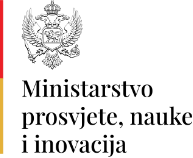 Ministarstvo
prosvjete, nauke
i inovacija